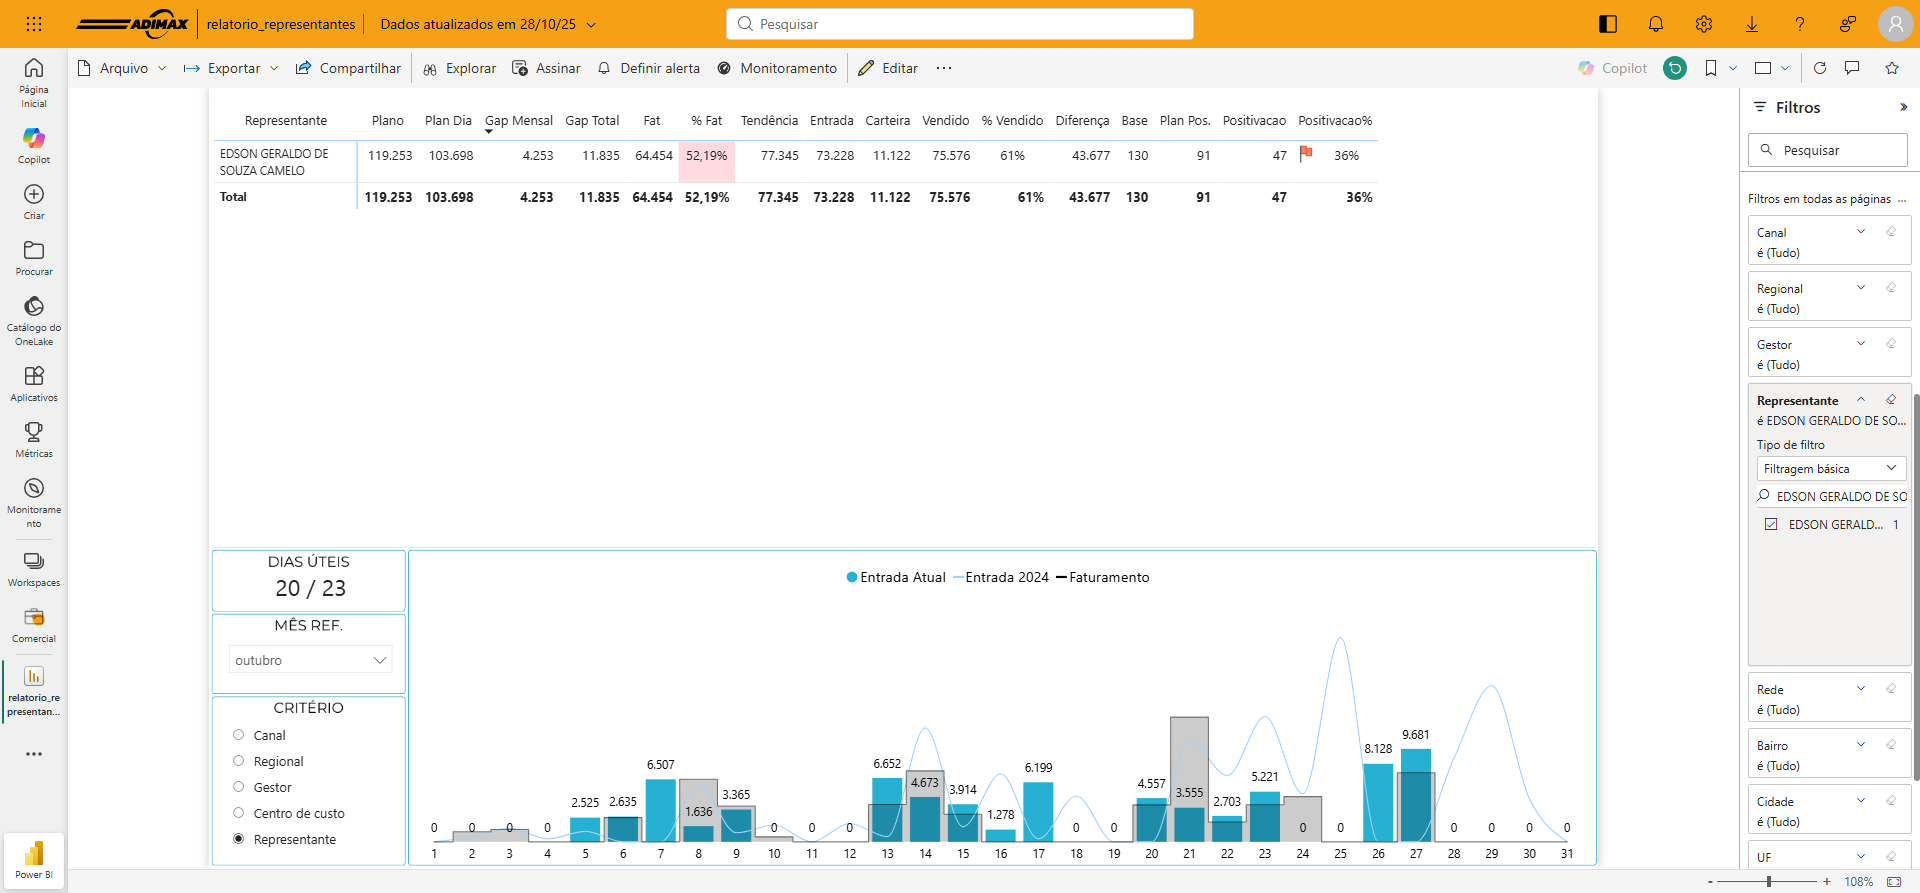 ADIMAX
relatorio_representantes
Dados atualizados em 28/10/25
Pesquisar
Arquivo
Exportar
Compartilhar
Explorar
Assinar
Definir alerta
Monitoramento
Editar
Copilot
Página Inicial
Copilot
Criar
Procurar
Catálogo do OneLake
Aplicativos
Métricas
Monitorame
nto
Workspaces
Comercial
relatorio_re
presentan...
Power BI
Representante Plano Plan Dia Gap Mensal Gap Total Fat % Fat Tendência Entrada Carteira Vendido % Vendido Diferença Base Plan Pos. Positivacao Positivacao%
EDSON GERALDO DE SOUZA CAMELO 119.253 103.698 4.253 11.835 64.454 52,19% 77.345 73.228 11.122 75.576 61% 43.677 130 91 47 36%
Total 119.253 103.698 4.253 11.835 64.454 52,19% 77.345 73.228 11.122 75.576 61% 43.677 130 91 47 36%
DIAS ÚTEIS
20 / 23
MÊS REF.
outubro
CRITÉRIO
Canal
Regional
Gestor
Centro de custo
Representante
Entrada Atual Entrada 2024 Faturamento
0 0 0 0 2.525 2.635 6.507 1.636 3.365 0 0 0 6.652 4.673 3.914 1.278 6.199 0 0 4.557 3.555 2.703 5.221 0 0 8.128 9.681 0 0 0 0
1 2 3 4 5 6 7 8 9 10 11 12 13 14 15 16 17 18 19 20 21 22 23 24 25 26 27 28 29 30 31
Filtros
Pesquisar
Filtros em todas as páginas ...
Canal
é (Tudo)
Regional
é (Tudo)
Gestor
é (Tudo)
Representante
é EDSON GERALDO DE SO...
Tipo de filtro
Filtragem básica
EDSON GERALDO DE SO
EDSON GERALD... 1
Rede
é (Tudo)
Bairro
é (Tudo)
Cidade
é (Tudo)
UF
- + 108%